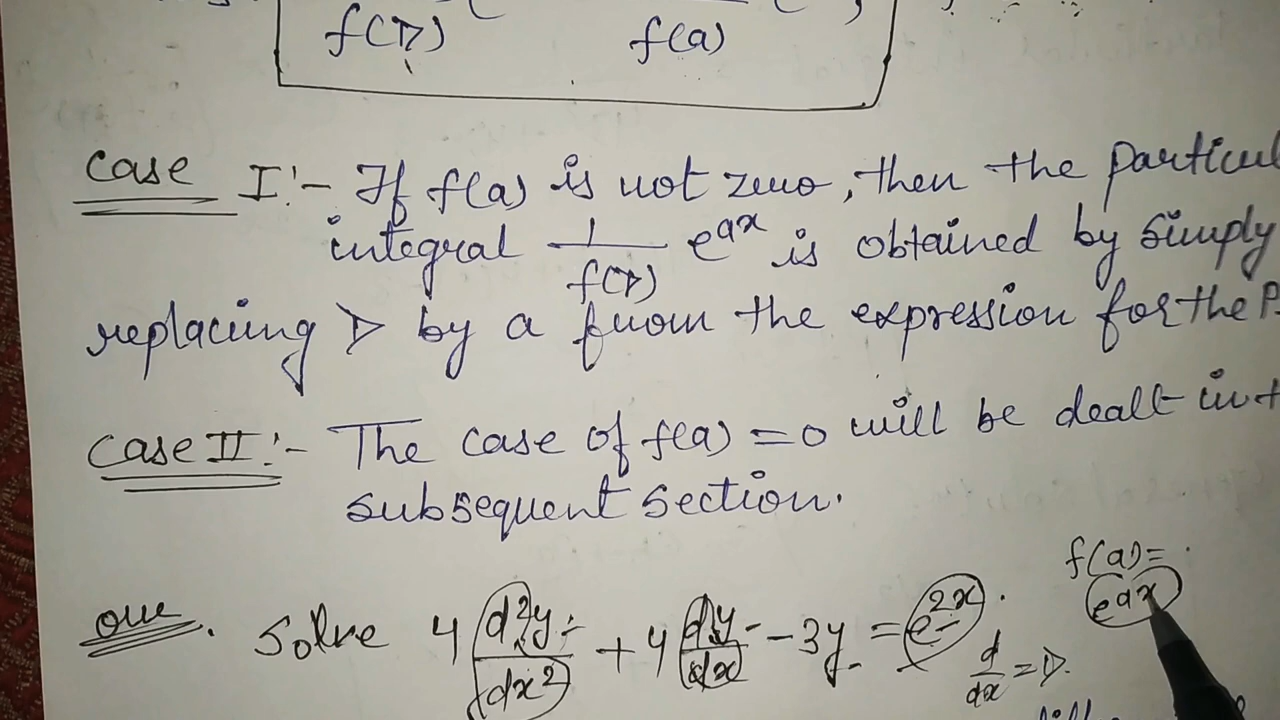 f(D) f(a)
Case I :- If f(a) is not zero, then the Particul
integral 1/f(D) e^ax is obtained by simply
replacing D by a from the expression for the P.
Case II :- The case of f(a) = 0 will be dealt in t
subsequent section.
f(a) =
e^ax
Que. Solve 4 d²y/dx² + 4 dy/dx - 3y = e^2x.
d/dx = D.